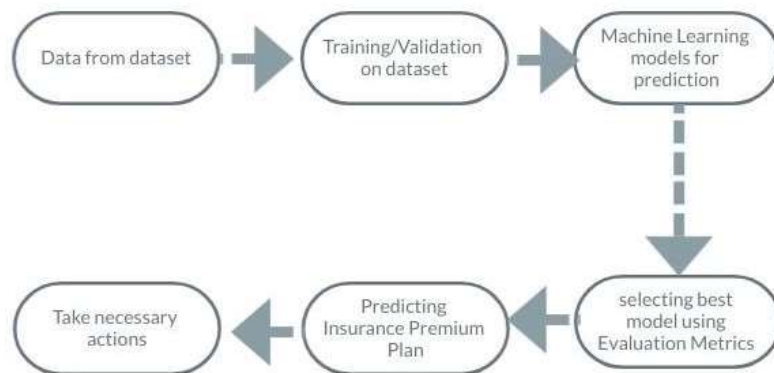 Data from dataset
Training/Validation
on dataset
Machine Learning
models for
prediction
selecting best
model using
Evaluation Metrics
Predicting
Insurance Premium
Plan
Take necessary
actions